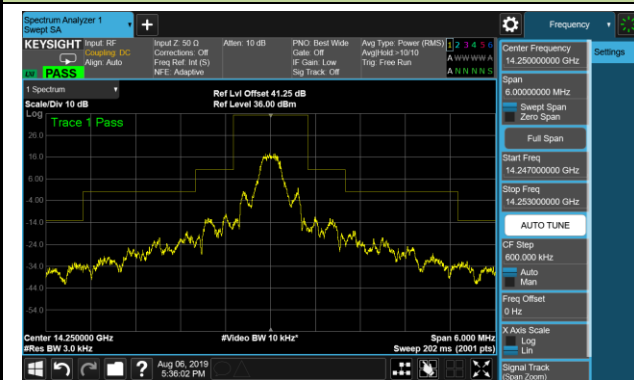 Spectrum Analyzer 1
Swept SA
+
Frequency
KEYSIGHT
Input: RF
Coupling: DC
Align: Auto
Input Z: 50 Ω
Corrections: Off
Freq Ref: Int (S)
NFE: Adaptive
Atten: 10 dB
PNO: Best Wide
Gate: Off
IF Gain: Low
Sig Track: Off
Avg Type: Power (RMS)
Avg|Hold:>10/10
Trig: Free Run
1 2 3 4 5 6
A W W W W A
A N N N N S
PASS
1 Spectrum
Scale/Div 10 dB
Ref Lvl Offset 41.25 dB
Ref Level 36.00 dBm
Log
Trace 1 Pass
26.0
16.0
6.00
-4.00
-14.0
-24.0
-34.0
-44.0
-54.0
Center 14.250000 GHz
#Res BW 3.0 kHz
#Video BW 10 kHz*
Span 6.000 MHz
Sweep 202 ms (2001 pts)
?
Aug 06, 2019
5:36:02 PM
Center Frequency
14.250000000 GHz
Settings
Span
6.00000000 MHz
Swept Span
Zero Span
Full Span
Start Freq
14.247000000 GHz
Stop Freq
14.253000000 GHz
AUTO TUNE
CF Step
600.000 kHz
Auto
Man
Freq Offset
0 Hz
X Axis Scale
Log
Lin
Signal Track
(Span Zoom)